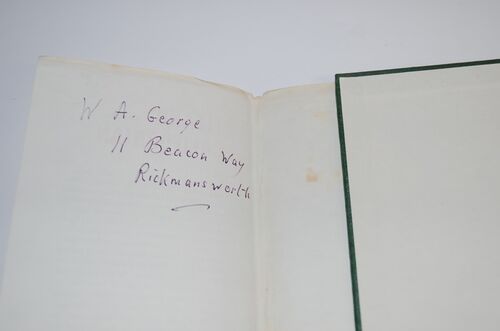 W A. George
11 Beacon Way
Rickmansworth